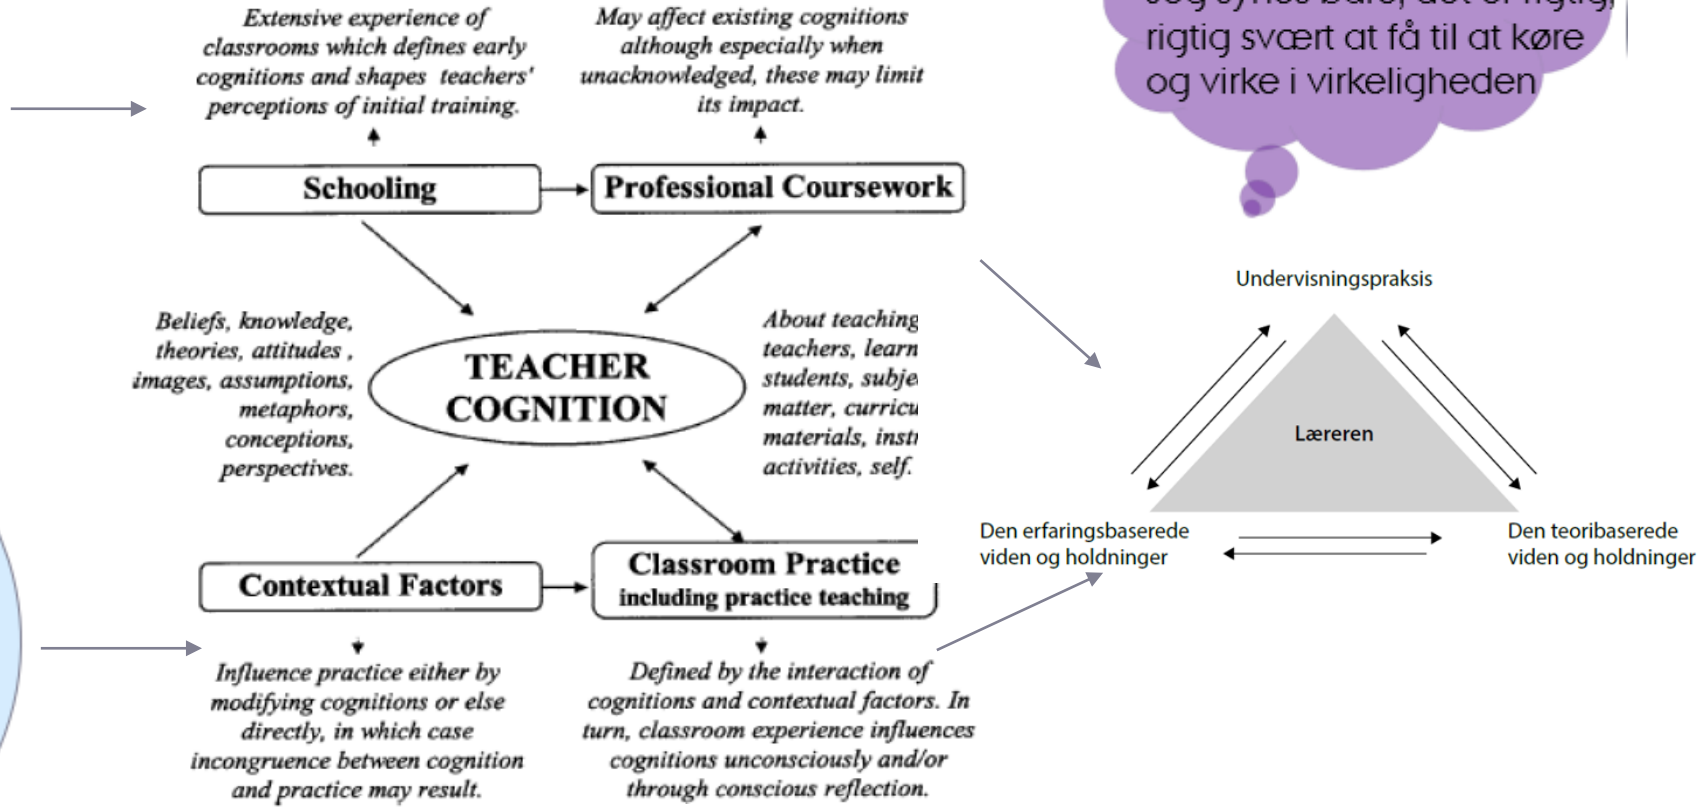 Extensive experience of
classrooms which defines early
cognitions and shapes teachers'
perceptions of initial training.
May affect existing cognitions
although especially when
unacknowledged, these may limit
its impact.
rigtig svært at få til at køre
og virke i virkeligheden
Schooling
Professional Coursework
Beliefs, knowledge,
theories, attitudes ,
images, assumptions,
metaphors,
conceptions,
perspectives.
TEACHER
COGNITION
About teaching
teachers, learn
students, subje
matter, curricu
materials, inst
activities, self.
Contextual Factors
Classroom Practice
including practice teaching
Influence practice either by
modifying cognitions or else
directly, in which case
incongruence between cognition
and practice may result.
Defined by the interaction of
cognitions and contextual factors. In
turn, classroom experience influences
cognitions unconsciously and/or
through conscious reflection.
Undervisningspraksis
Læreren
Den erfaringsbaserede
viden og holdninger
Den teoribaserede
viden og holdninger